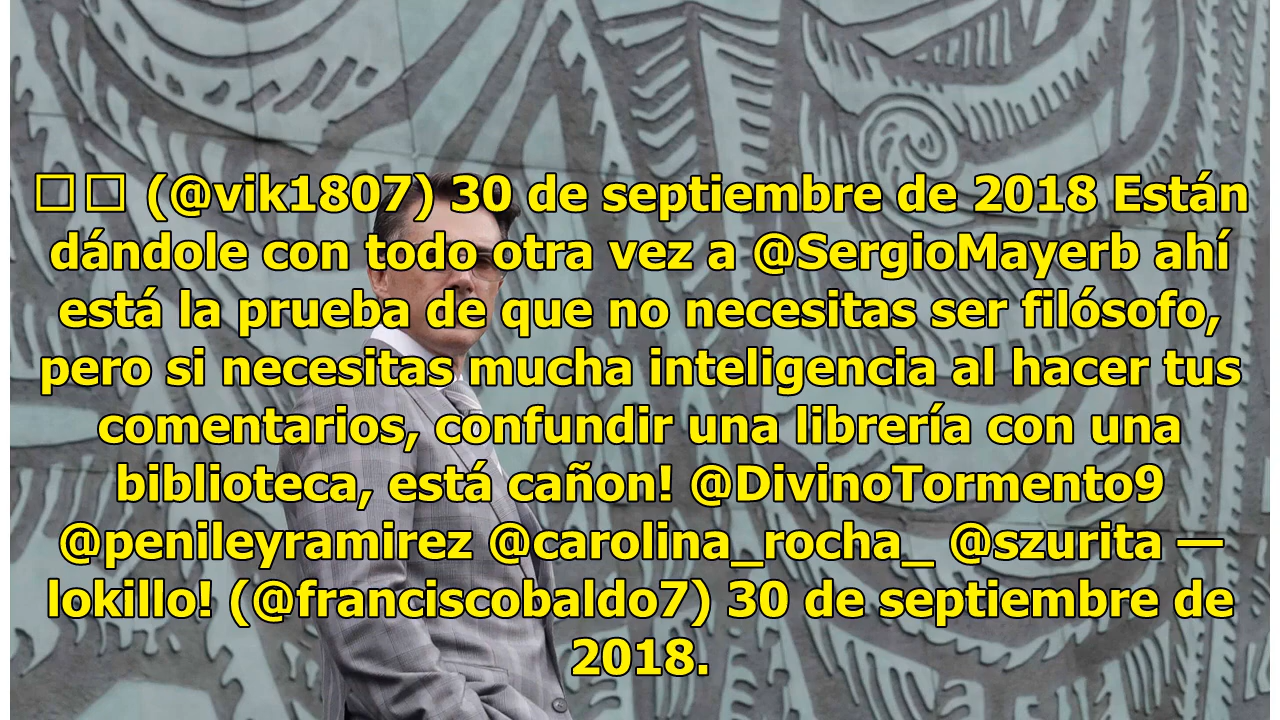 □□ (@vik1807) 30 de septiembre de 2018 Están
dándole con todo otra vez a @SergioMayerb ahí
está la prueba de que no necesitas ser filósofo,
pero si necesitas mucha inteligencia al hacer tus
comentarios, confundir una librería con una
biblioteca, está cañon! @DivinoTormento9
@penileyramirez @carolina_rocha_ @szurita —
lokillo! (@franciscobaldo7) 30 de septiembre de
2018.